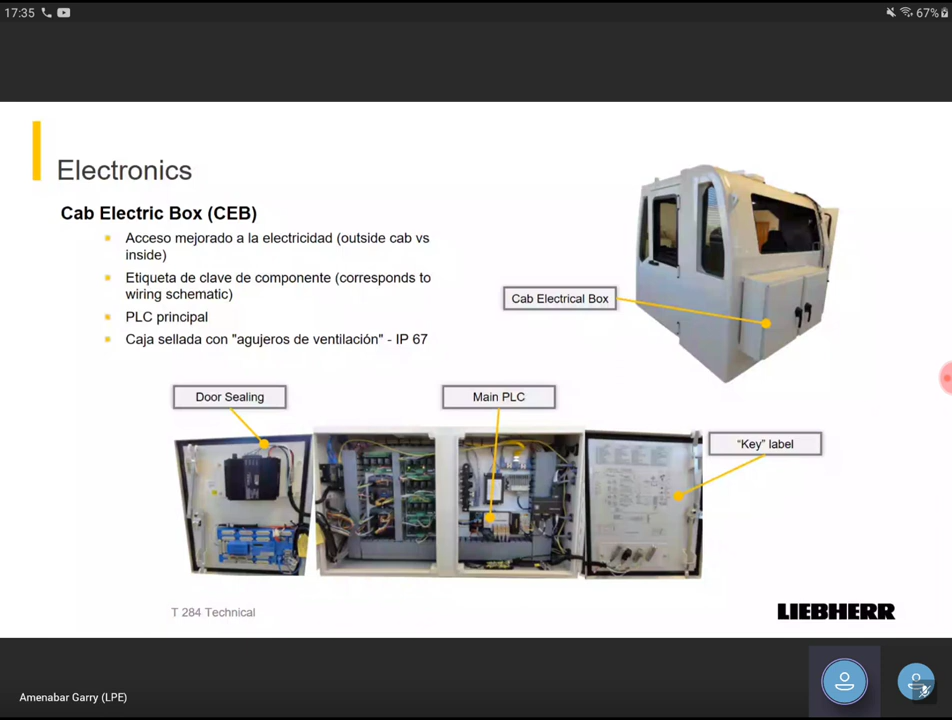 17:35
67%
Electronics
Cab Electric Box (CEB)
Acceso mejorado a la electricidad (outside cab vs
inside)
Etiqueta de clave de componente (corresponds to
wiring schematic)
PLC principal
Caja sellada con "agujeros de ventilación" - IP 67
Cab Electrical Box
Door Sealing
Main PLC
“Key” label
T 284 Technical
LIEBHERR
Amenabar Garry (LPE)